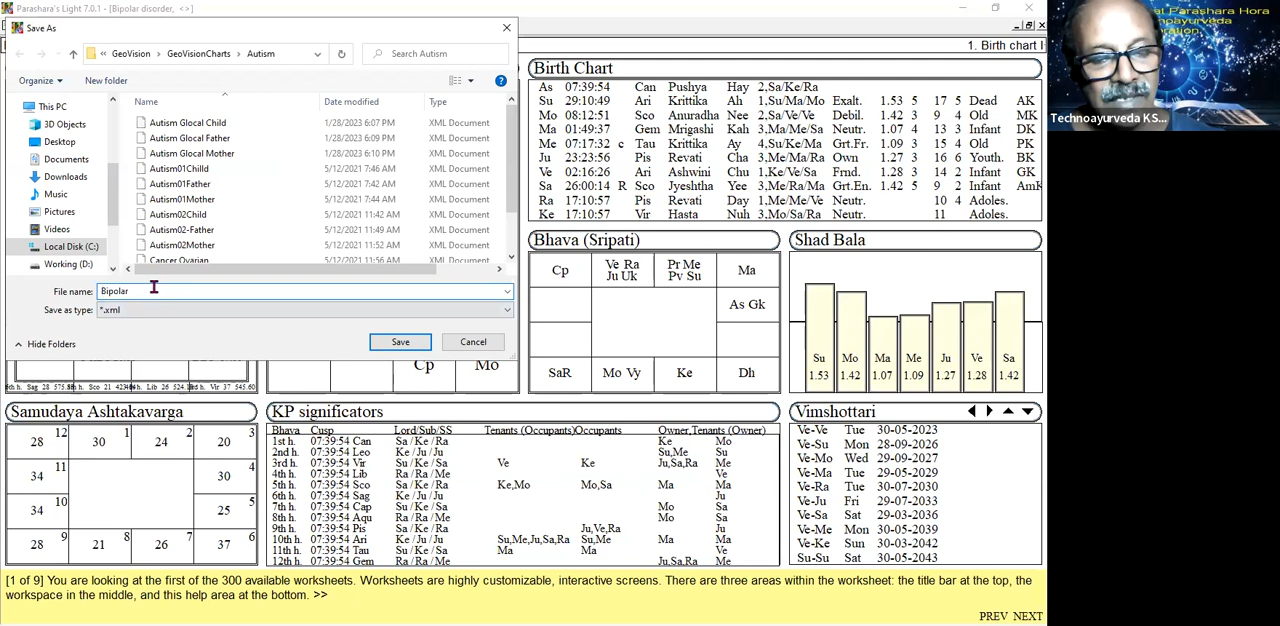 Parashara's Light 7.0.1 - [Bipolar disorder, <>]
Save As
GeoVision > GeoVisionCharts > Autism
Search Autism
Organize
New folder
This PC
3D Objects
Desktop
Documents
Downloads
Music
Pictures
Videos
Local Disk (C:)
Working (D:)
Name Date modified Type
Autism Glocal Child 1/28/2023 6:07 PM XML Document
Autism Glocal Father 1/28/2023 6:09 PM XML Document
Autism Glocal Mother 1/28/2023 6:10 PM XML Document
Autism01Chilld 5/12/2021 7:46 AM XML Document
Autism01Father 5/12/2021 7:42 AM XML Document
Autism01Mother 5/12/2021 7:44 AM XML Document
Autism02Child 5/12/2021 11:42 AM XML Document
Autism02-Father 5/12/2021 11:49 AM XML Document
Autism02Mother 5/12/2021 11:52 AM XML Document
Cancer Ovarian 5/12/2021 11:56 AM XML Document
File name: Bipolar
Save as type: *.xml
Hide Folders
Save
Cancel
1. Birth chart I
Birth Chart
As 07:39:54 Can Pushya Hay 2,Sa/Ke/Ra
Su 29:10:49 Ari Krittika Ah 1,Su/Ma/Mo Exalt. 1.53 5 17 5 Dead AK
Mo 08:12:51 Sco Anuradha Nee 2,Sa/Ve/Ve Debil. 1.42 3 9 4 Old MK
Ma 01:49:37 Gem Mrigashi Kah 3,Ma/Me/Sa Neutr. 1.07 4 13 3 Infant DK
Me 07:17:32 c Tau Krittika Ay 4,Su/Ke/Ma Grt.Fr. 1.09 3 15 4 Old PK
Ju 23:23:56 Pis Revati Cha 3,Me/Ma/Ra Own 1.27 3 16 6 Youth. BK
Ve 02:16:26 Ari Ashwini Chu 1,Ke/Ve/Sa Frnd. 1.28 3 14 2 Infant GK
Sa 26:00:14 R Sco Jyeshtha Yee 3,Me/Ra/Ma Grt.En. 1.42 5 9 2 Infant AmK
Ra 17:10:57 Pis Revati Day 1,Me/Me/Ve Neutr. 10 4 Adoles.
Ke 17:10:57 Vir Hasta Nuh 3,Mo/Sa/Ra Neutr. 11 Adoles.
Bhava (Sripati)
Cp
Ve Ra
Ju Uk
Pr Me
Pv Su
Ma
As Gk
SaR
Mo Vy
Ke
Dh
Shad Bala
Su Mo Ma Me Ju Ve Sa
1.53 1.42 1.07 1.09 1.27 1.28 1.42
Cp
Mo
Samudaya Ashtakavarga
28 12
30 1
24 2
20 3
34 11
30 4
34 10
25 5
28 9
21 8
26 7
37 6
KP significators
Bhava Cusp Lord/Sub/SS Tenants (Occupants)Occupants Owner,Tenants (Owner)
1st h. 07:39:54 Can Sa / Ke / Ra Ke Mo
2nd h. 07:39:54 Leo Ke / Ju / Ju Su,Me Su
3rd h. 07:39:54 Vir Su / Ke / Sa Ve Ke Ju,Sa,Ra Me
4th h. 07:39:54 Lib Ra / Ra / Me Ve
5th h. 07:39:54 Sco Sa / Ke / Ra Ke,Mo Mo,Sa Ma Ma
6th h. 07:39:54 Sag Ke / Ju / Ju Ju
7th h. 07:39:54 Cap Su / Ke / Sa Mo Sa
8th h. 07:39:54 Aqu Ra / Ra / Me Mo Sa
9th h. 07:39:54 Pis Sa / Ke / Ra Ju,Ve,Ra Ju
10th h. 07:39:54 Ari Ke / Ju / Ju Su,Me,Ju,Sa,Ra Su,Me Ma Ma
11th h. 07:39:54 Tau Su / Ke / Sa Ma Ma Ve
12th h. 07:39:54 Gem Ra / Ra / Me Ju,Sa,Ra Me
Vimshottari
Ve-Ve Tue 30-05-2023
Ve-Su Mon 28-09-2026
Ve-Mo Wed 29-09-2027
Ve-Ma Tue 29-05-2029
Ve-Ra Tue 30-07-2030
Ve-Ju Fri 29-07-2033
Ve-Sa Sat 29-03-2036
Ve-Me Mon 30-05-2039
Ve-Ke Sun 30-03-2042
Su-Su Sat 30-05-2043
[1 of 9] You are looking at the first of the 300 available worksheets. Worksheets are highly customizable, interactive screens. There are three areas within the worksheet: the title bar at the top, the
workspace in the middle, and this help area at the bottom. >>
PREV NEXT
Parashara Hora
Technoayurveda KS...